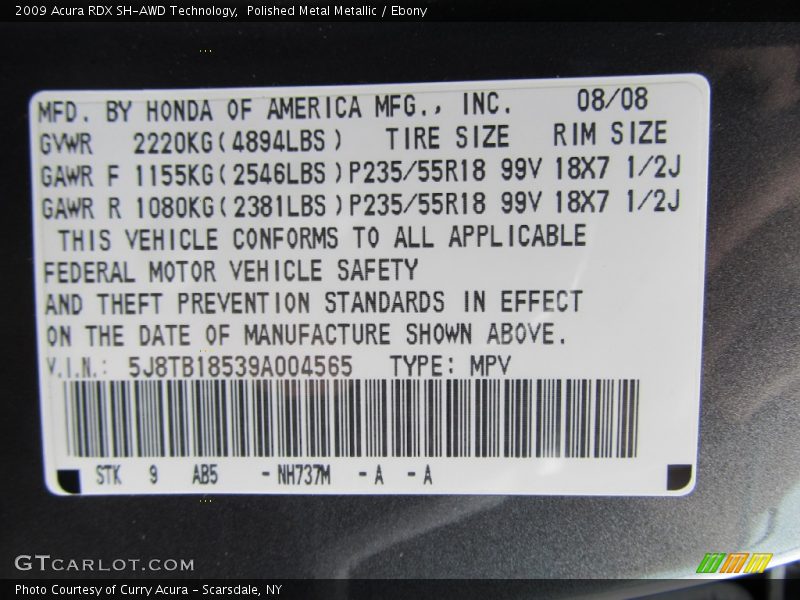 2009 Acura RDX SH-AWD Technology,  Polished Metal Metallic / Ebony
MFD. BY HONDA OF AMERICA MFG., INC. 08/08
GVWR 2220KG(4894LBS) TIRE SIZE RIM SIZE
GAWR F 1155KG(2546LBS)P235/55R18 99V 18X7 1/2J
GAWR R 1080KG(2381LBS)P235/55R18 99V 18X7 1/2J
THIS VEHICLE CONFORMS TO ALL APPLICABLE
FEDERAL MOTOR VEHICLE SAFETY
AND THEFT PREVENTION STANDARDS IN EFFECT
ON THE DATE OF MANUFACTURE SHOWN ABOVE.
V.I.N.: 5J8TB18539A004565 TYPE: MPV
STK 9 AB5 -NH737M -A -A
GTCARLOT.COM
Photo Courtesy of Curry Acura - Scarsdale, NY